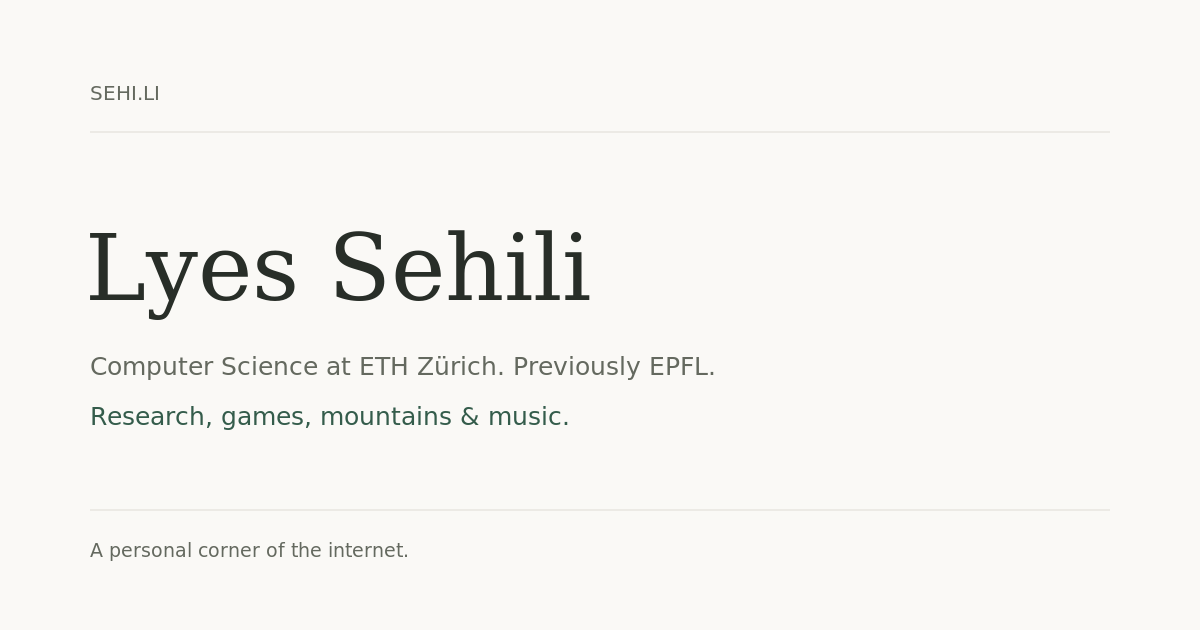 SEHI.LI
Lyes Sehili
Computer Science at ETH Zürich. Previously EPFL.
Research, games, mountains & music.
A personal corner of the internet.